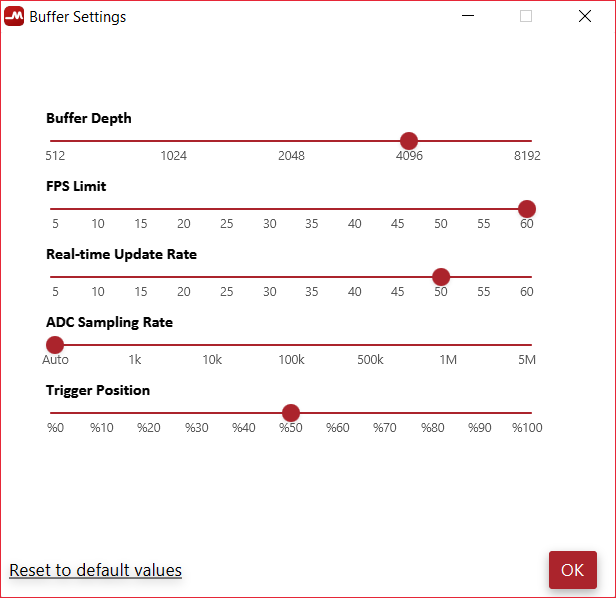 Buffer Settings
Buffer Depth
512 1024 2048 4096 8192
FPS Limit
5 10 15 20 25 30 35 40 45 50 55 60
Real-time Update Rate
5 10 15 20 25 30 35 40 45 50 55 60
ADC Sampling Rate
Auto 1k 10k 100k 500k 1M 5M
Trigger Position
%0 %10 %20 %30 %40 %50 %60 %70 %80 %90 %100
Reset to default values
OK